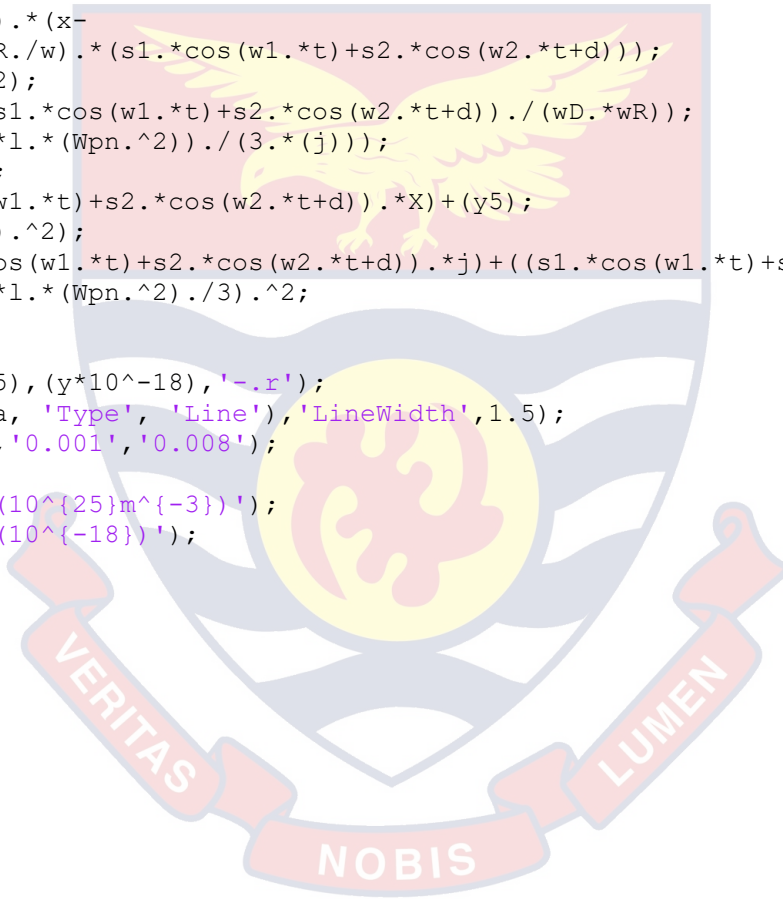 .*(x-
R./w).*(s1.*cos(w1.*t)+s2.*cos(w2.*t+d)));
2);
s1.*cos(w1.*t)+s2.*cos(w2.*t+d))./(wD.*wR));
*l.*(Wpn.^2))./(3.*(j)));
;
w1.*t)+s2.*cos(w2.*t+d)).*X)+(y5);
).^2);
os(w1.*t)+s2.*cos(w2.*t+d)).*j)+((s1.*cos(w1.*t)+s
*l.*(Wpn.^2)./3).^2;
5),(y*10^-18),'-.r');
a, 'Type', 'Line'),'LineWidth',1.5);
,'0.001','0.008');
(10^{25}m^{-3})');
(10^{-18})');
VERITAS
NOBIS
LUMEN